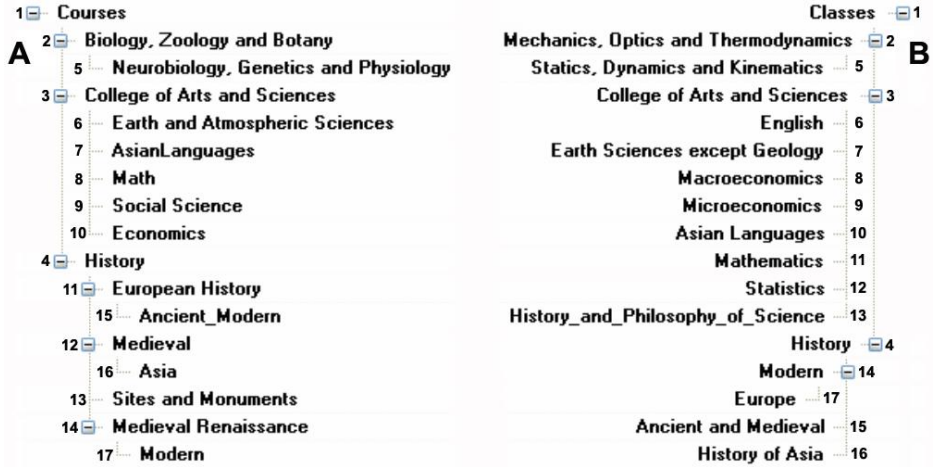 1 Courses
A
2 Biology, Zoology and Botany
5 Neurobiology, Genetics and Physiology
3 College of Arts and Sciences
6 Earth and Atmospheric Sciences
7 AsianLanguages
8 Math
9 Social Science
10 Economics
4 History
11 European History
15 Ancient_Modern
12 Medieval
16 Asia
13 Sites and Monuments
14 Medieval Renaissance
17 Modern
Classes 1
B
Mechanics, Optics and Thermodynamics 2
Statics, Dynamics and Kinematics 5
College of Arts and Sciences 3
English 6
Earth Sciences except Geology 7
Macroeconomics 8
Microeconomics 9
Asian Languages 10
Mathematics 11
Statistics 12
History_and_Philosophy_of_Science 13
History 4
Modern 14
Europe 17
Ancient and Medieval 15
History of Asia 16